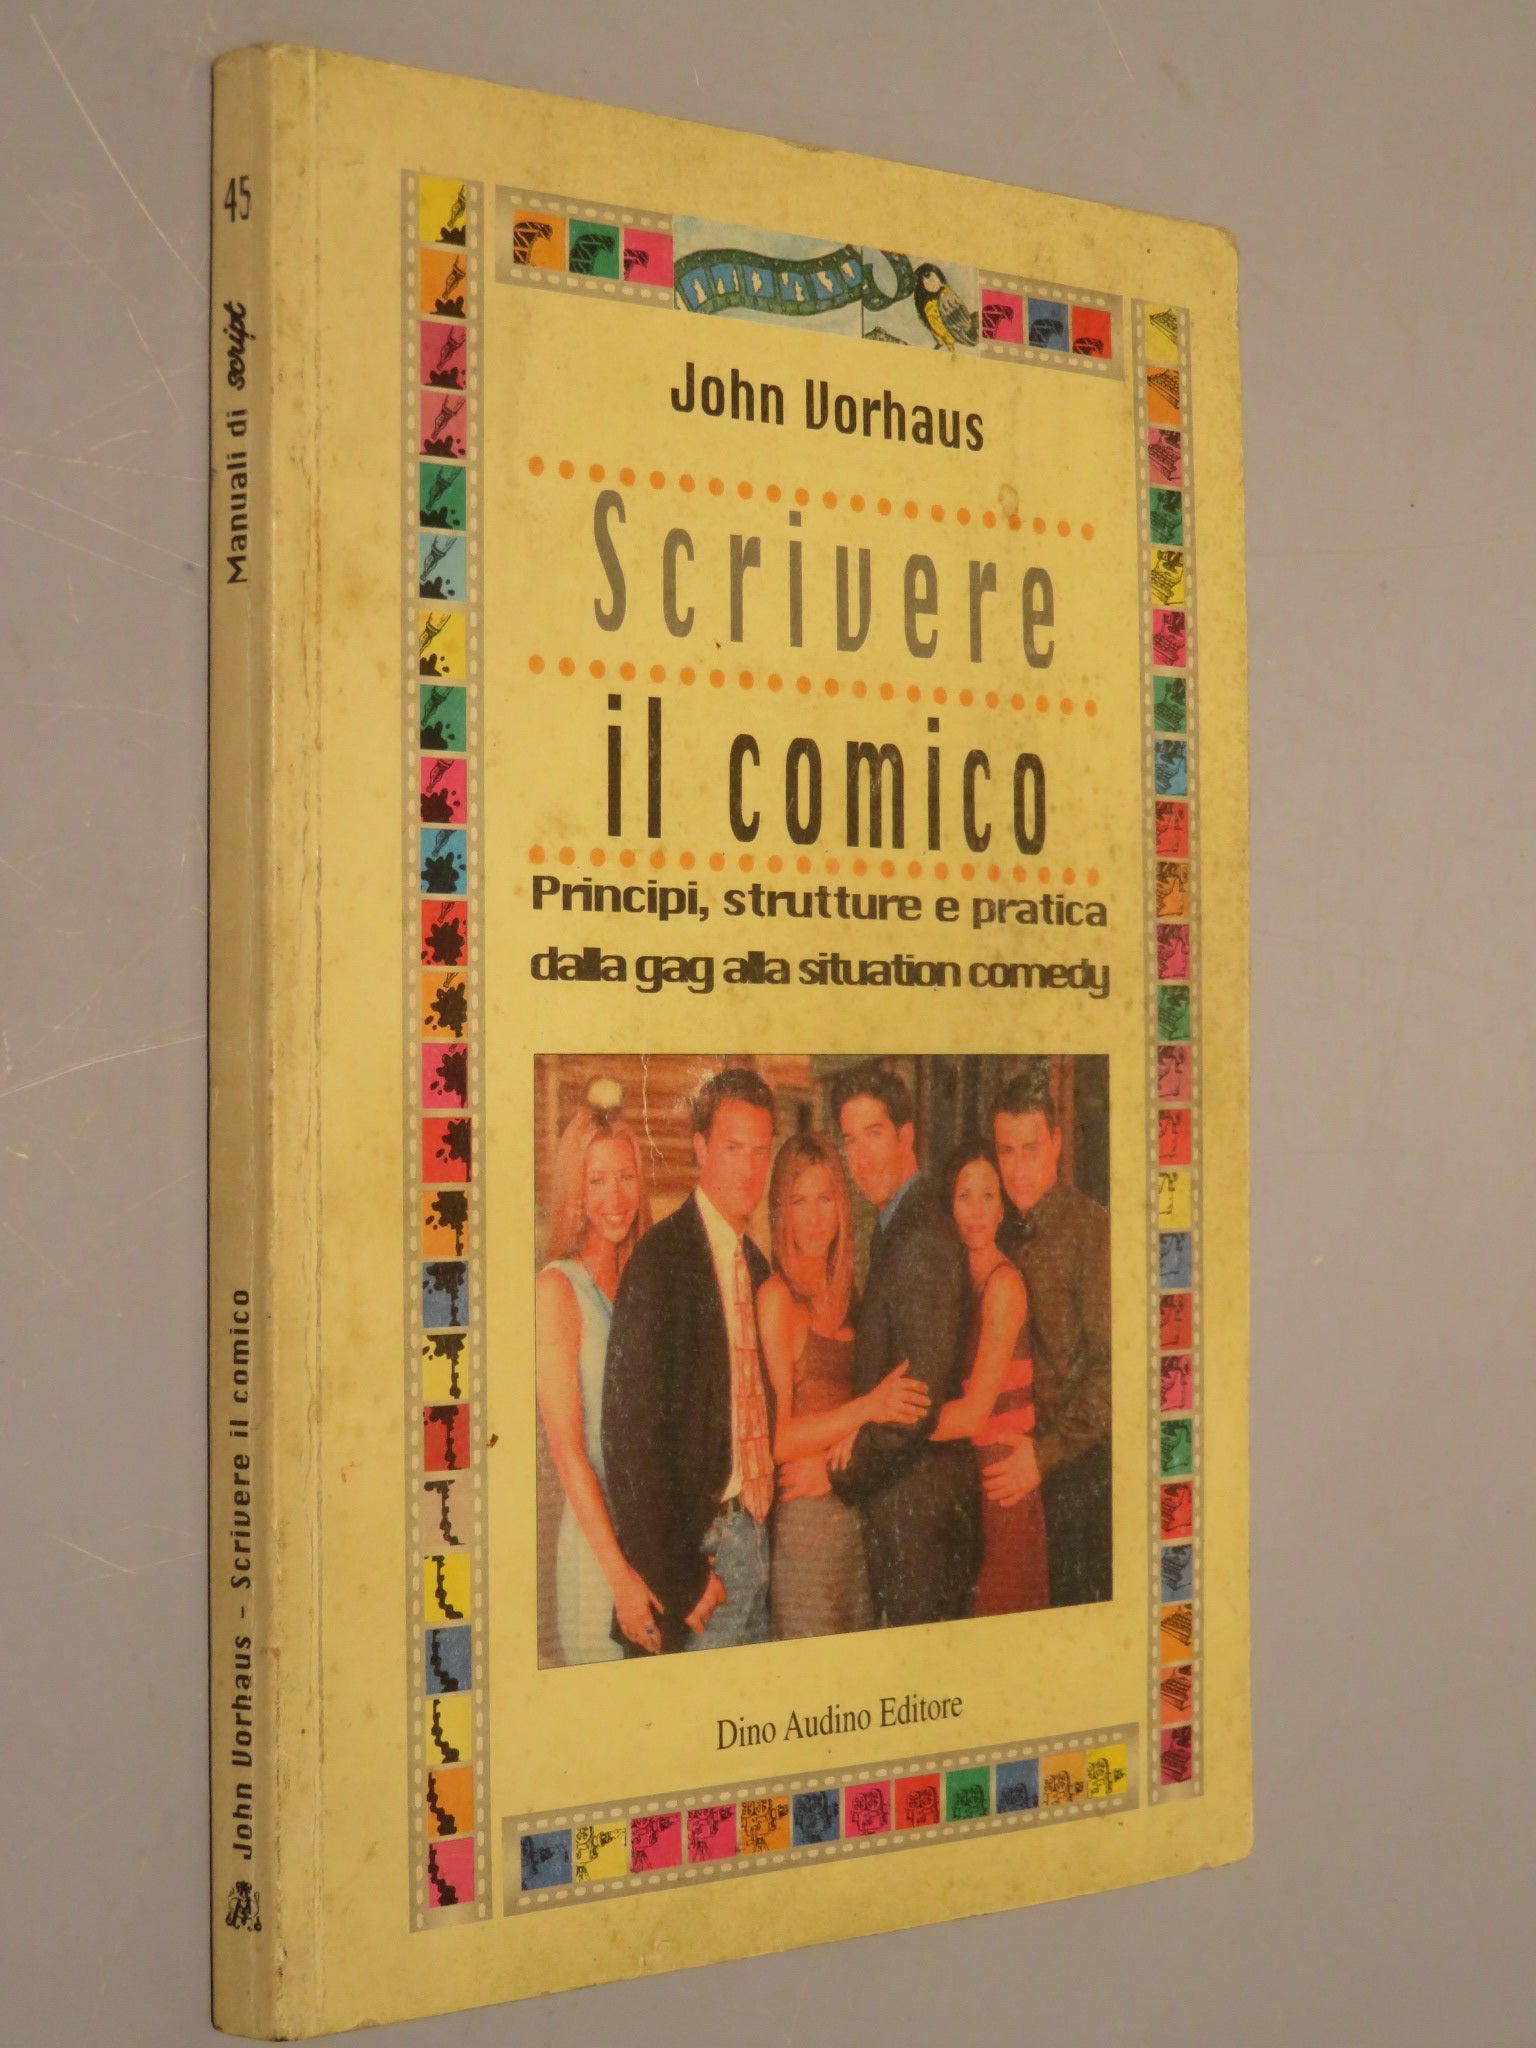 John Vorhaus
Scrivere
il comico
Principi, strutture e pratica
dalla gag alla situation comedy
Dino Audino Editore
John Vorhaus – Scrivere il comico
Manuali di script
45